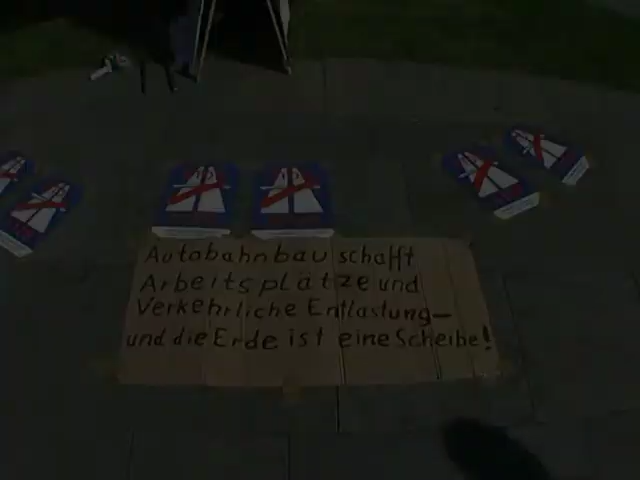 Autobahnbau schafft
Arbeitsplätze und
Verkehrliche Entlastung-
und die Erde ist eine Scheibe!